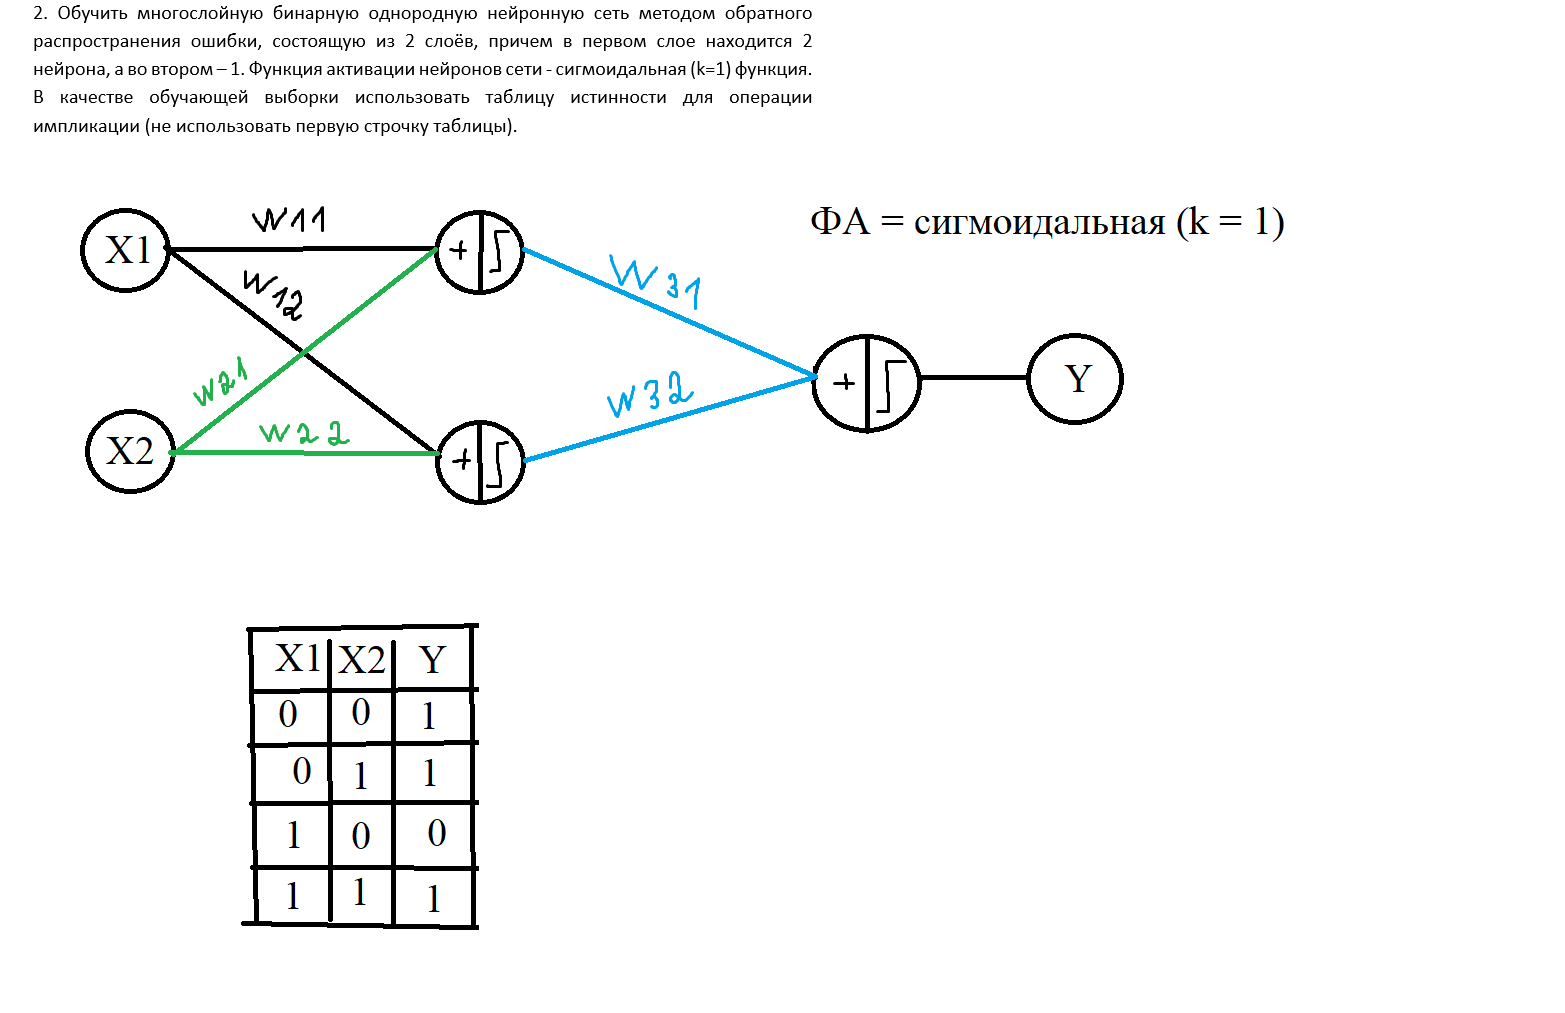 2. Обучить многослойную бинарную однородную нейронную сеть методом обратного
распространения ошибки, состоящую из 2 слоёв, причем в первом слое находится 2
нейрона, а во втором – 1. Функция активации нейронов сети - сигмоидальная (k=1) функция.
В качестве обучающей выборки использовать таблицу истинности для операции
импликации (не использовать первую строчку таблицы).
W11
ФА = сигмоидальная (k = 1)
X1
+
W12
W31
w21
w32
+
Y
X2
w22
+
X1 X2 Y
0 0 1
0 1 1
1 0 0
1 1 1